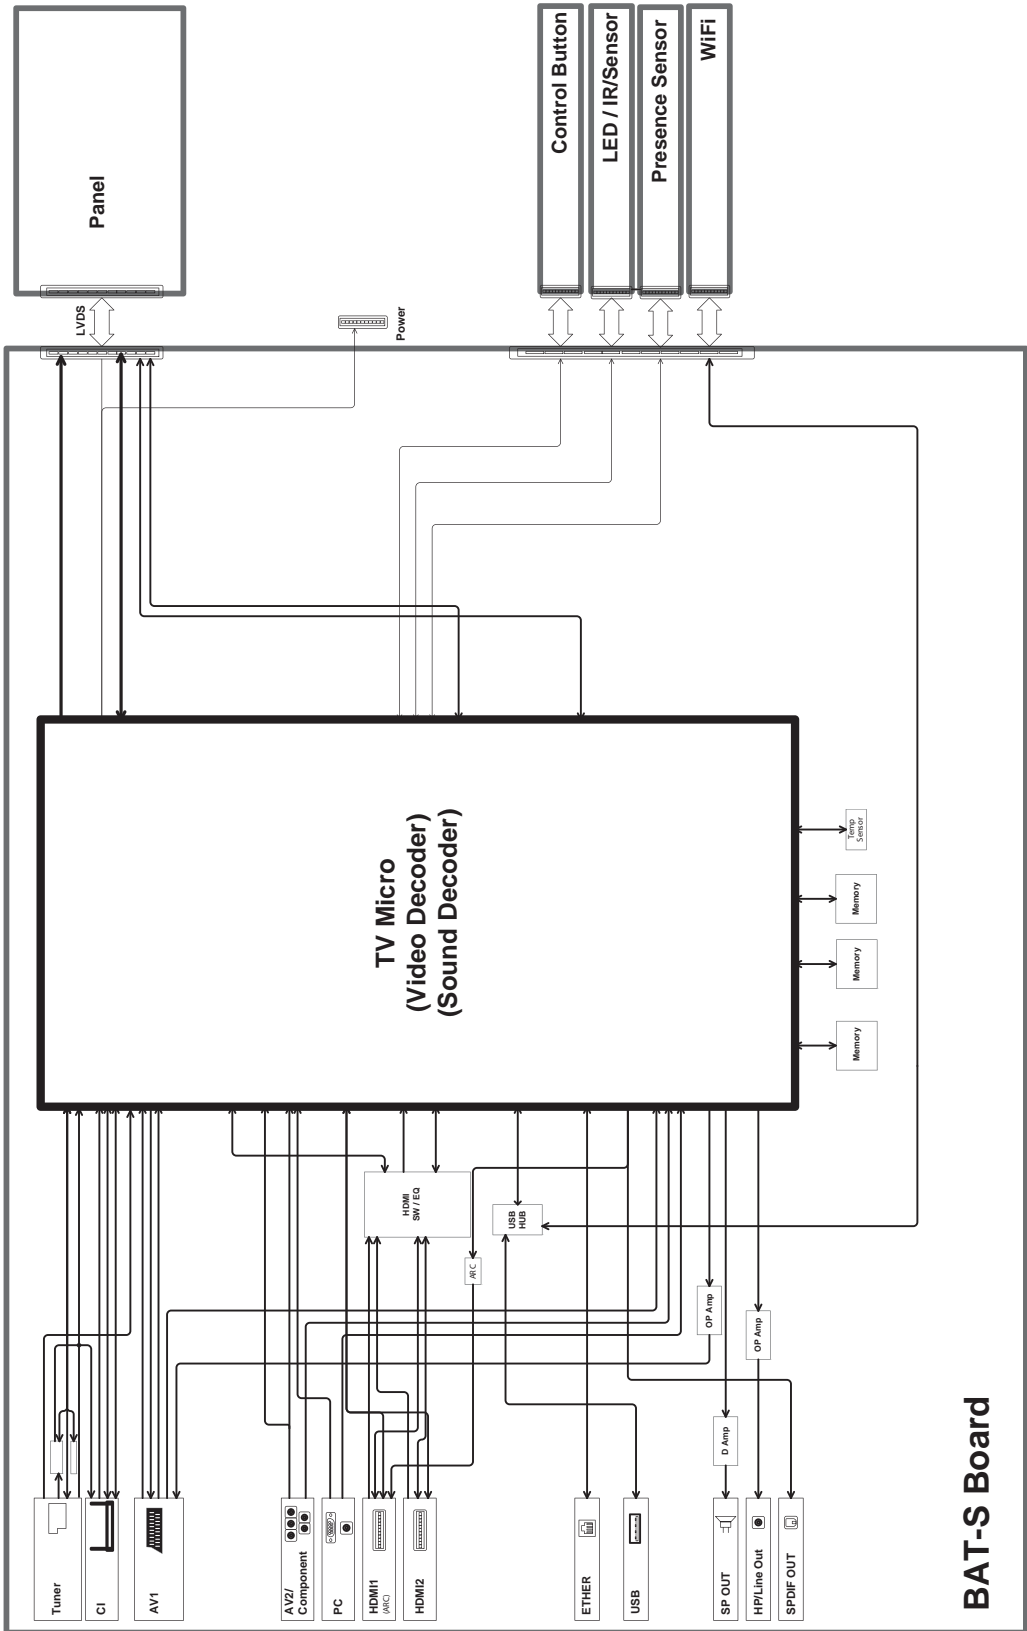 Tuner
CI
AV1
AV2/
Component
PC
HDMI1
(ARC)
HDMI2
ETHER
USB
SP OUT
HP/Line Out
SPDIF OUT
HDMI
SW / EQ
USB
HUB
ARC
OP Amp
OP Amp
D Amp
TV Micro
(Video Decoder)
(Sound Decoder)
Memory
Memory
Memory
Temp
Sensor
LVDS
Power
Panel
Control Button
LED / IR/Sensor
Presence Sensor
WiFi
BAT-S Board